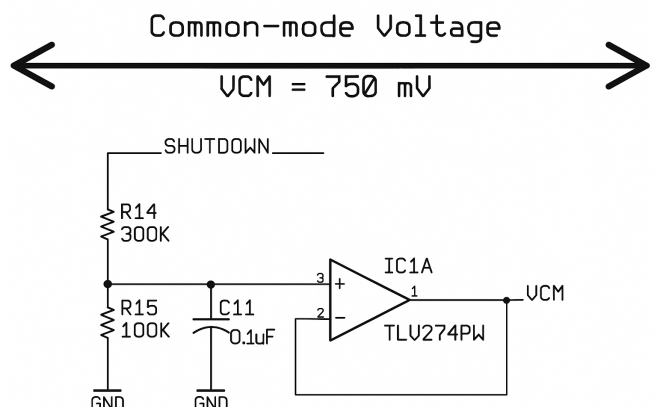 Common-mode Voltage
VCM = 750 mV
SHUTDOWN
R14
300K
3
+
IC1A
1
VCM
R15
100K
C11
0.1uF
2
−
TLV274PW
GND
GND